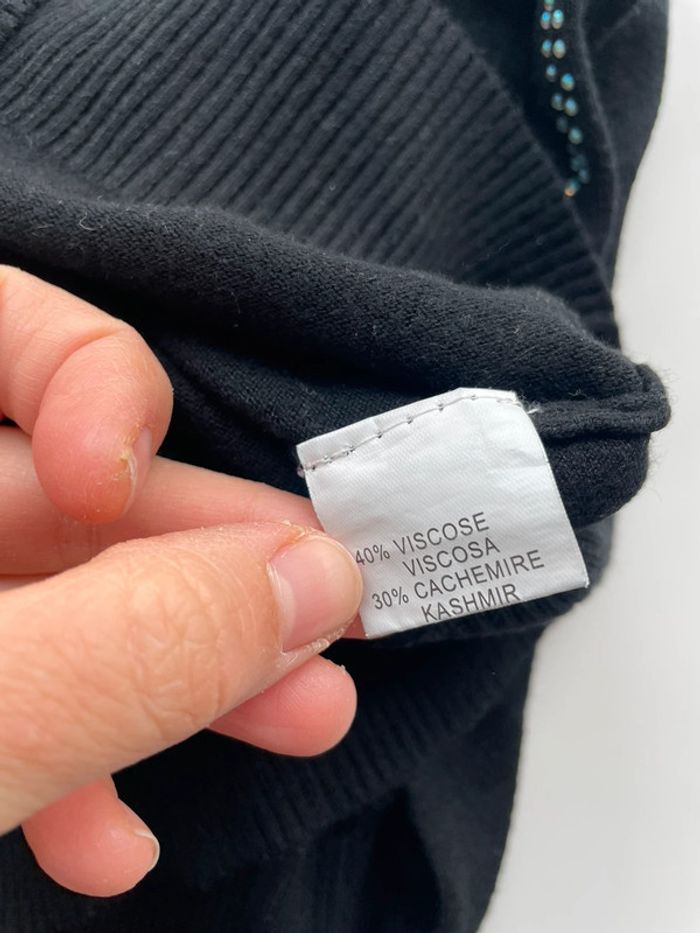 40% VISCOSE
VISCOSA
30% CACHEMIRE
KASHMIR